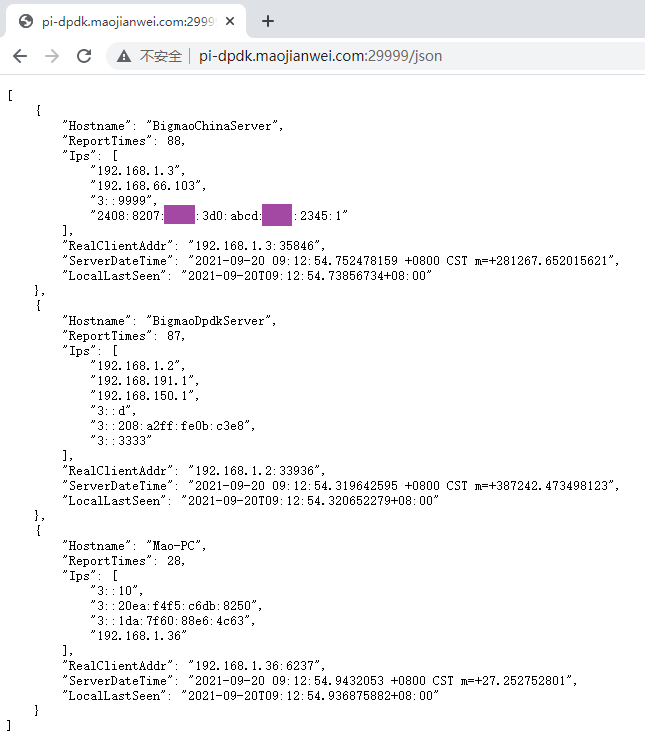 pi-dpdk.maojianwei.com:2999
不安全 pi-dpdk.maojianwei.com:29999/json
[
    {
        "Hostname": "BigmaoChinaServer",
        "ReportTimes": 88,
        "Ips": [
            "192.168.1.3",
            "192.168.66.103",
            "3::9999",
            "2408:8207: :3d0:abcd: :2345:1"
        ],
        "RealClientAddr": "192.168.1.3:35846",
        "ServerDateTime": "2021-09-20 09:12:54.752478159 +0800 CST m=+281267.652015621",
        "LocalLastSeen": "2021-09-20T09:12:54.73856734+08:00"
    },
    {
        "Hostname": "BigmaoDpdkServer",
        "ReportTimes": 87,
        "Ips": [
            "192.168.1.2",
            "192.168.191.1",
            "192.168.150.1",
            "3::d",
            "3::208:a2ff:fe0b:c3e8",
            "3::3333"
        ],
        "RealClientAddr": "192.168.1.2:33936",
        "ServerDateTime": "2021-09-20 09:12:54.319642595 +0800 CST m=+387242.473498123",
        "LocalLastSeen": "2021-09-20T09:12:54.320652279+08:00"
    },
    {
        "Hostname": "Mao-PC",
        "ReportTimes": 28,
        "Ips": [
            "3::10",
            "3::20ea:f4f5:c6db:8250",
            "3::1da:7f60:88e6:4c63",
            "192.168.1.36"
        ],
        "RealClientAddr": "192.168.1.36:6237",
        "ServerDateTime": "2021-09-20 09:12:54.9432053 +0800 CST m=+27.252752801",
        "LocalLastSeen": "2021-09-20T09:12:54.936875882+08:00"
    }
]